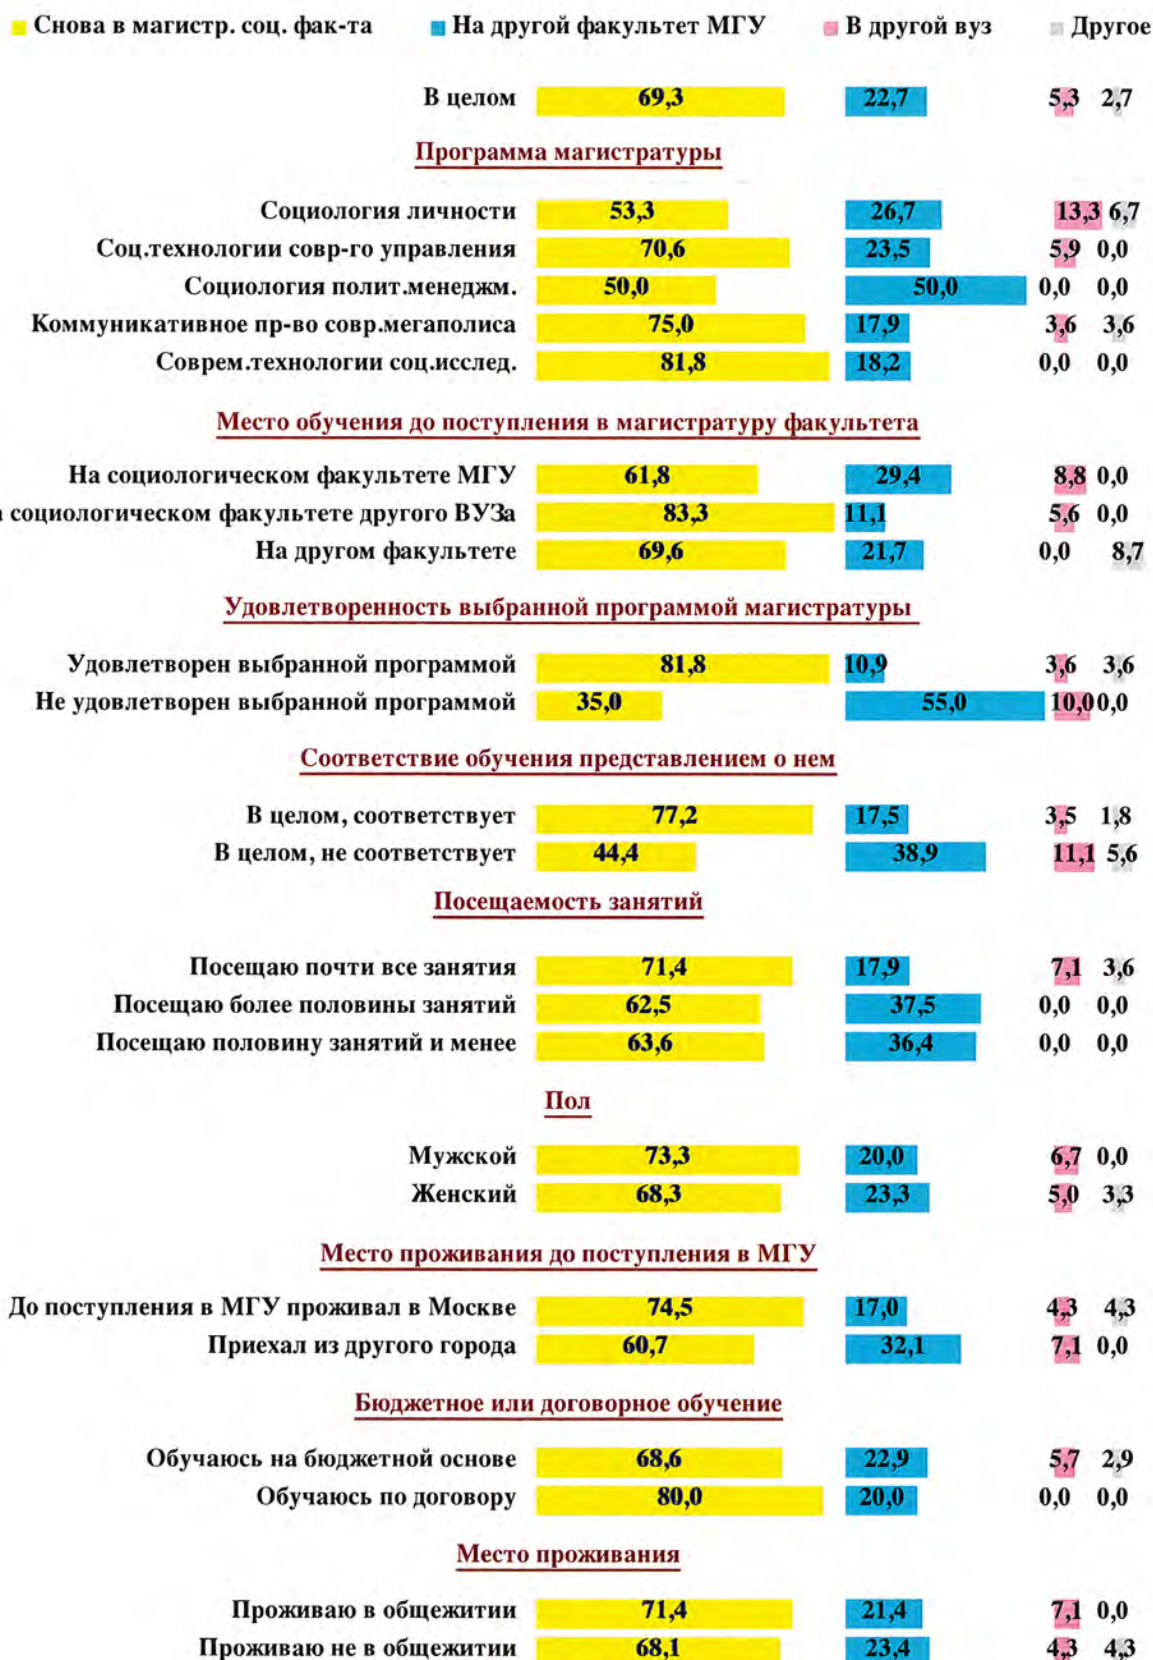 Снова в магистр. соц. фак-та На другой факультет МГУ В другой вуз Другое
В целом 69,3 22,7 5,3 2,7
Программа магистратуры
Социология личности 53,3 26,7 13,3 6,7
Соц.технологии совр-го управления 70,6 23,5 5,9 0,0
Социология полит.менеджм. 50,0 50,0 0,0 0,0
Коммуникативное пр-во совр.мегаполиса 75,0 17,9 3,6 3,6
Соврем.технологии соц.исслед. 81,8 18,2 0,0 0,0
Место обучения до поступления в магистратуру факультета
На социологическом факультете МГУ 61,8 29,4 8,8 0,0
социологическом факультете другого ВУЗа 83,3 11,1 5,6 0,0
На другом факультете 69,6 21,7 0,0 8,7
Удовлетворенность выбранной программой магистратуры
Удовлетворен выбранной программой 81,8 10,9 3,6 3,6
Не удовлетворен выбранной программой 35,0 55,0 10,0 0,0
Соответствие обучения представлением о нем
В целом, соответствует 77,2 17,5 3,5 1,8
В целом, не соответствует 44,4 38,9 11,1 5,6
Посещаемость занятий
Посещаю почти все занятия 71,4 17,9 7,1 3,6
Посещаю более половины занятий 62,5 37,5 0,0 0,0
Посещаю половину занятий и менее 63,6 36,4 0,0 0,0
Пол
Мужской 73,3 20,0 6,7 0,0
Женский 68,3 23,3 5,0 3,3
Место проживания до поступления в МГУ
До поступления в МГУ проживал в Москве 74,5 17,0 4,3 4,3
Приехал из другого города 60,7 32,1 7,1 0,0
Бюджетное или договорное обучение
Обучаюсь на бюджетной основе 68,6 22,9 5,7 2,9
Обучаюсь по договору 80,0 20,0 0,0 0,0
Место проживания
Проживаю в общежитии 71,4 21,4 7,1 0,0
Проживаю не в общежитии 68,1 23,4 4,3 4,3